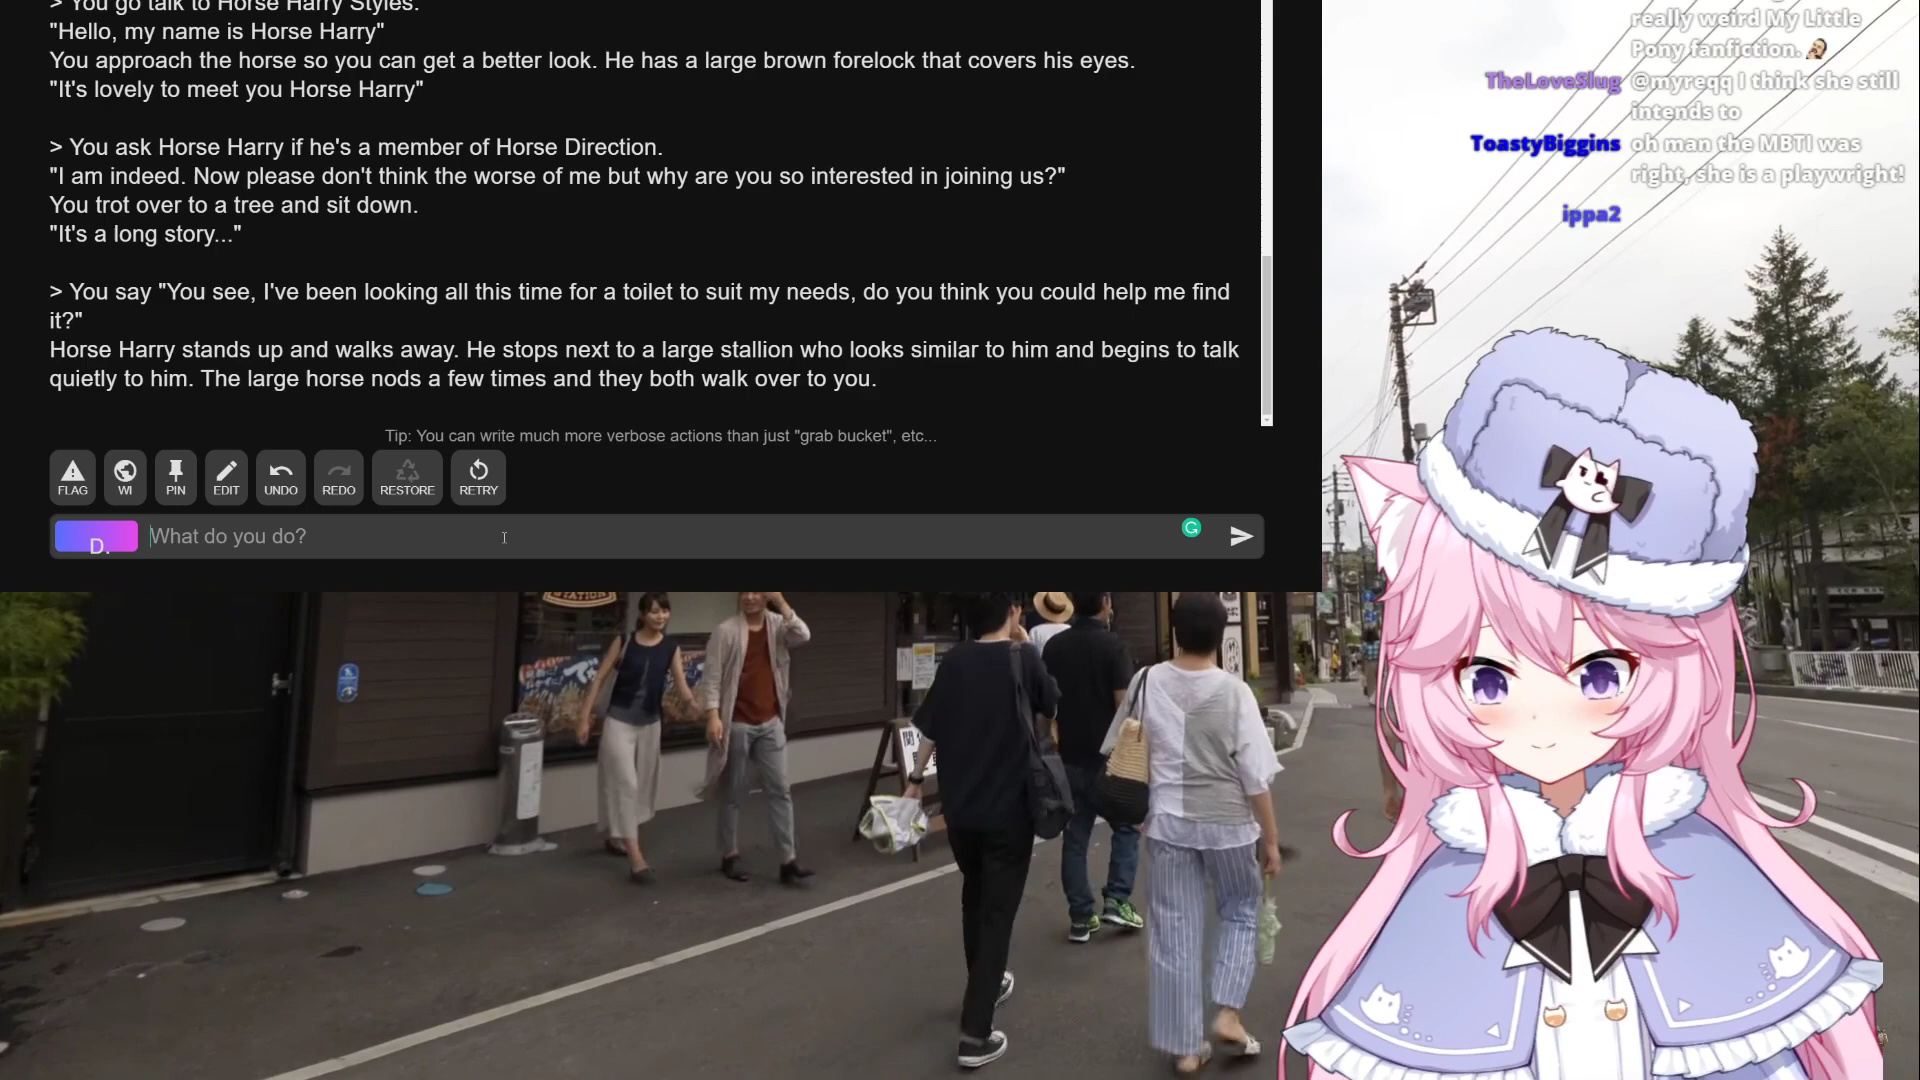 > You go talk to Horse Harry Styles.
"Hello, my name is Horse Harry"
You approach the horse so you can get a better look. He has a large brown forelock that covers his eyes.
"It's lovely to meet you Horse Harry"
> You ask Horse Harry if he's a member of Horse Direction.
"I am indeed. Now please don't think the worse of me but why are you so interested in joining us?"
You trot over to a tree and sit down.
"It's a long story..."
> You say "You see, I've been looking all this time for a toilet to suit my needs, do you think you could help me find
it?"
Horse Harry stands up and walks away. He stops next to a large stallion who looks similar to him and begins to talk
quietly to him. The large horse nods a few times and they both walk over to you.
Tip: You can write much more verbose actions than just "grab bucket", etc...
FLAG WI PIN EDIT UNDO REDO RESTORE RETRY
D. What do you do?
really weird My Little
Pony fanfiction.
TheLoveSlug @myreqq I think she still
intends to
ToastyBiggins oh man the MBTI was
right, she is a playwright!
ippa2
STATION